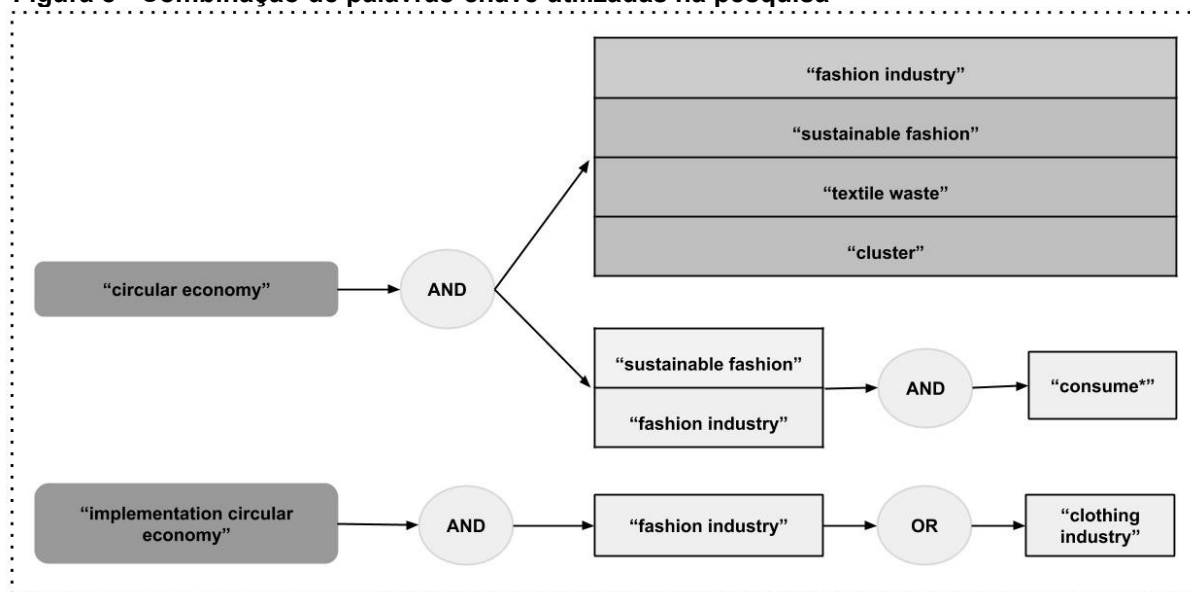 Figura 3 - Combinação de palavras-chave utilizadas na pesquisa
“fashion industry”
“sustainable fashion”
“textile waste”
“cluster”
“circular economy”
AND
“sustainable fashion”
“fashion industry”
AND
“consume*”
“implementation circular
economy”
AND
“fashion industry”
OR
“clothing
industry”